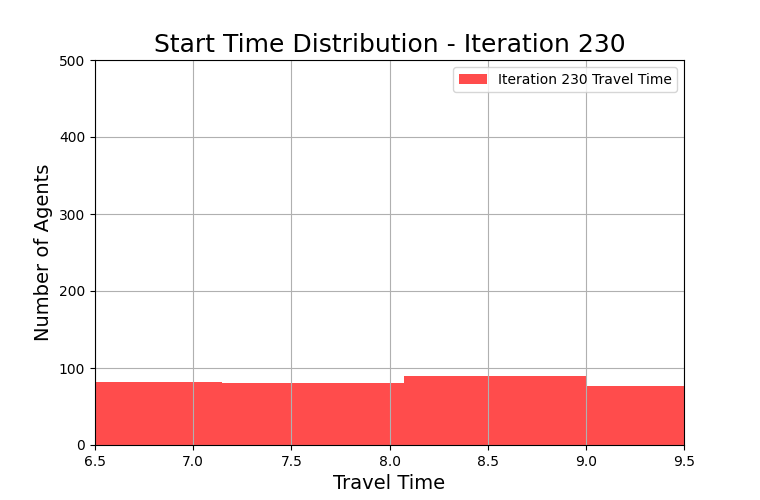 Start Time Distribution - Iteration 230
Iteration 230 Travel Time
Number of Agents
500
400
300
200
100
0
6.5 7.0 7.5 8.0 8.5 9.0 9.5
Travel Time